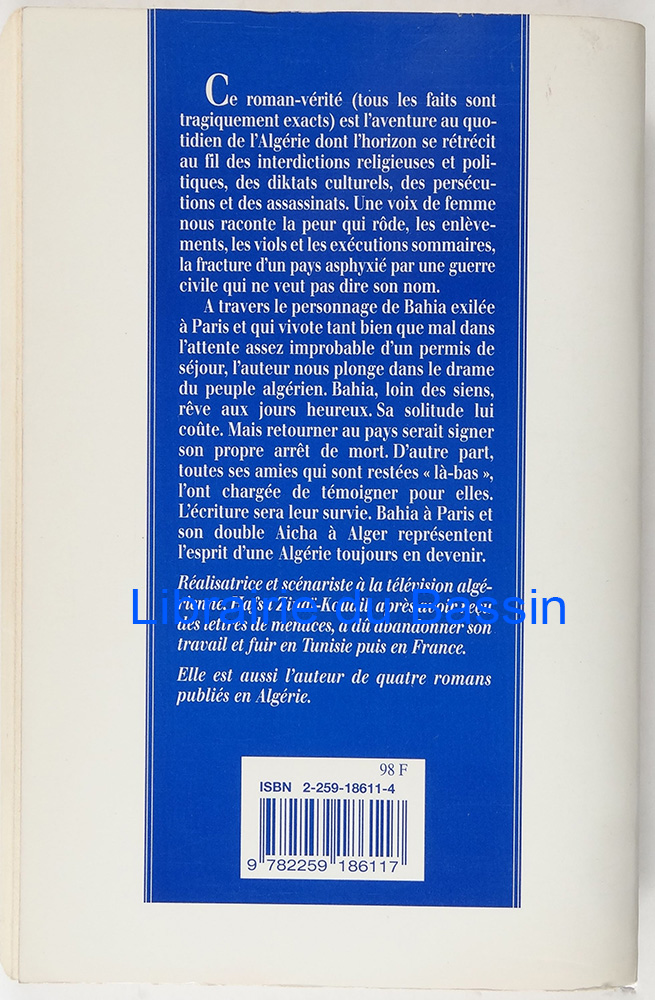 Ce roman-vérité (tous les faits sont
tragiquement exacts) est l'aventure au quo-
tidien de l'Algérie dont l'horizon se rétrécit
au fil des interdictions religieuses et poli-
tiques, des diktats culturels, des persécu-
tions et des assassinats. Une voix de femme
nous raconte la peur qui rôde, les enlève-
ments, les viols et les exécutions sommaires,
la fracture d'un pays asphyxié par une guerre
civile qui ne veut pas dire son nom.
A travers le personnage de Bahia exilée
à Paris et qui vivote tant bien que mal dans
l'attente assez improbable d'un permis de
séjour, l'auteur nous plonge dans le drame
du peuple algérien. Bahia, loin des siens,
rêve aux jours heureux. Sa solitude lui
coûte. Mais retourner au pays serait signer
son propre arrêt de mort. D'autre part,
toutes ses amies qui sont restées « là-bas »,
l'ont chargée de témoigner pour elles.
L'écriture sera leur survie. Bahia à Paris et
son double Aicha à Alger représentent
l'esprit d'une Algérie toujours en devenir.
Réalisatrice et scénariste à la télévision algé-
rienne, Hafsa Zinaï-Koudil, après avoir reçu
des lettres de menaces, a dû abandonner son
travail et fuir en Tunisie puis en France.
Elle est aussi l'auteur de quatre romans
publiés en Algérie.
Librairie du Bassin
98 F
ISBN 2-259-18611-4
9 782259 186117